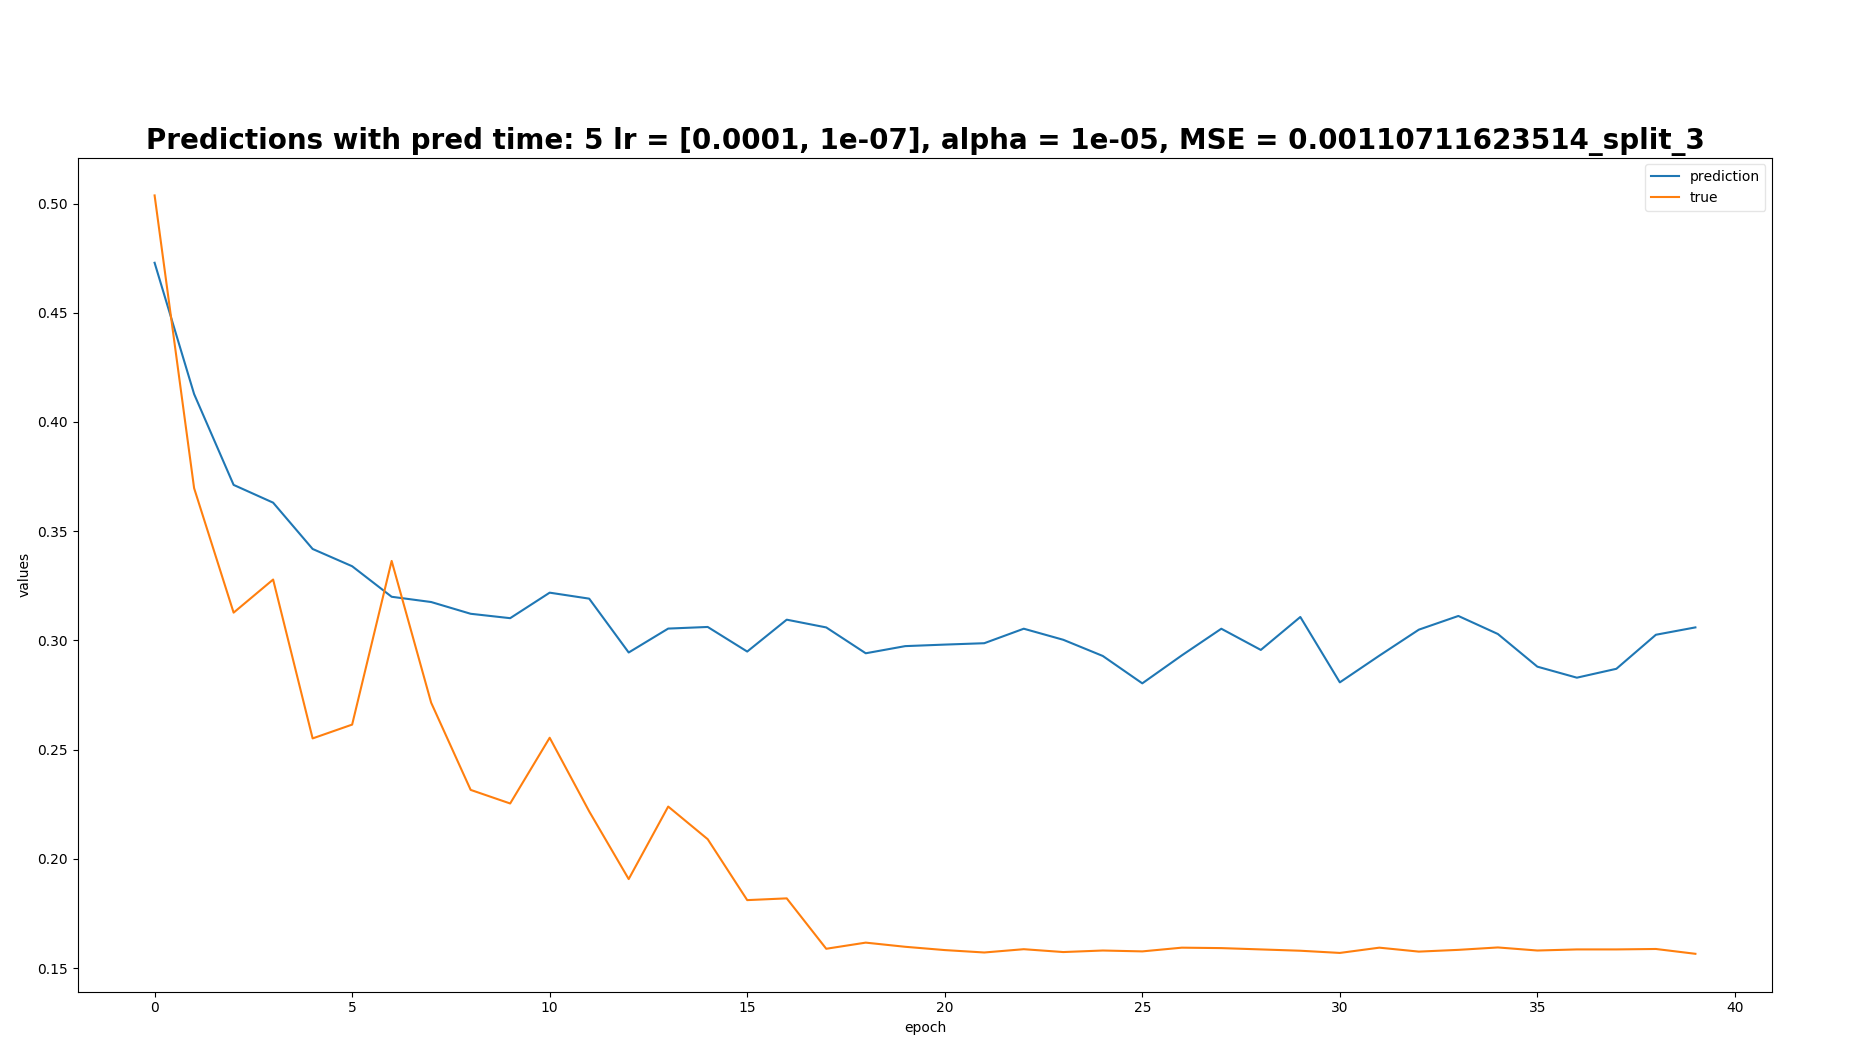 Predictions with pred time: 5 lr = [0.0001, 1e-07], alpha = 1e-05, MSE = 0.00110711623514_split_3
prediction
true
0.50
0.45
0.40
0.35
0.30
0.25
0.20
0.15
values
0 5 10 15 20 25 30 35 40
epoch